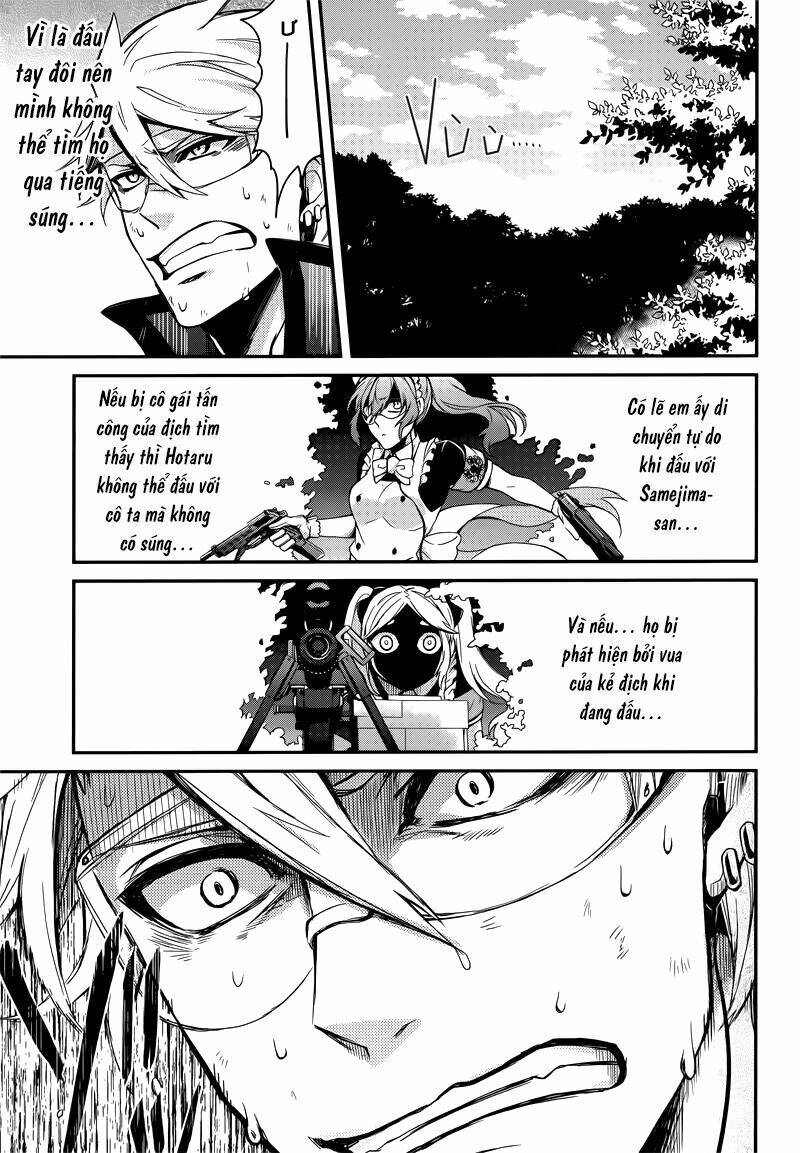 Vùù.....
Ư
Vì là đấu
tay đôi nên
mình không
thể tìm họ
qua tiếng
súng...
Có lẽ em ấy di
chuyển tự do
khi đấu với
Samejima-
san...
Nếu bị cô gái tấn
công của địch tìm
thấy thì Hotaru
không thể đấu với
cô ta mà không
có súng...
Và nếu... họ bị
phát hiện bởi vua
của kẻ địch khi
đang đấu...